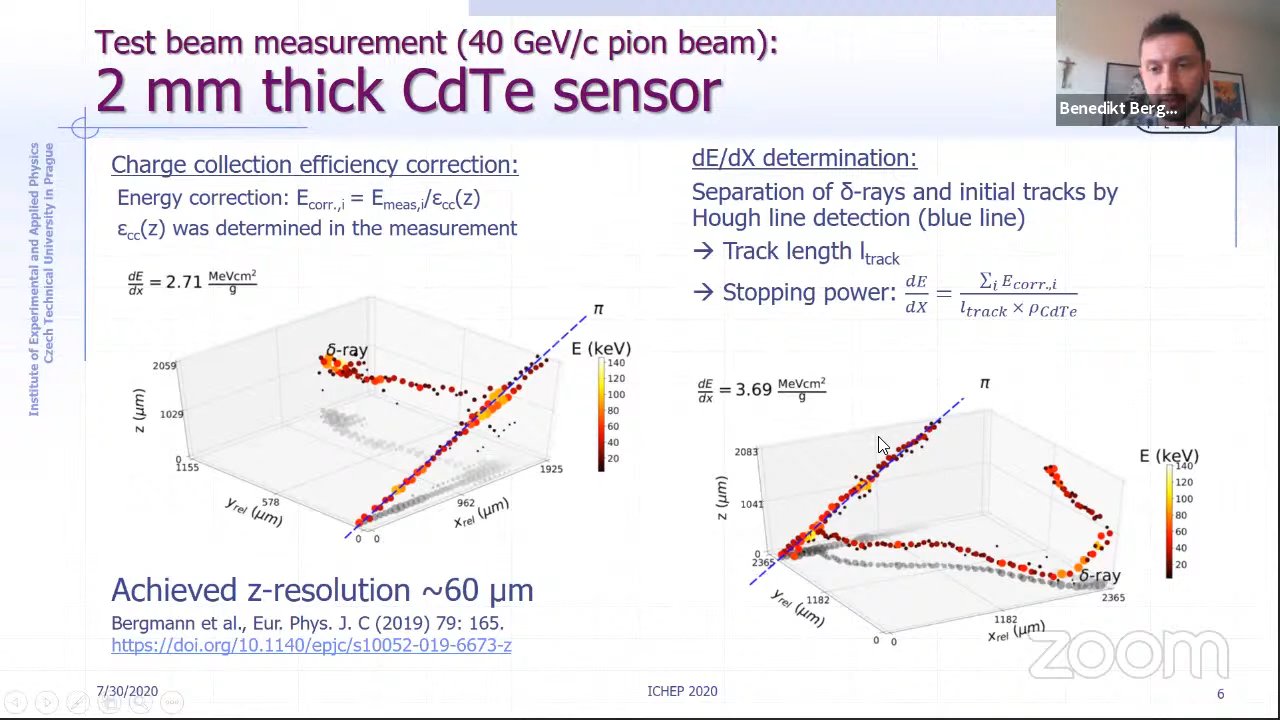 Test beam measurement (40 GeV/c pion beam):
2 mm thick CdTe sensor
Benedikt Berg...
Institute of Experimental and Applied Physics
Czech Technical University in Prague
Charge collection efficiency correction:
Energy correction: E_corr.,i = E_meas,i/ε_cc(z)
ε_cc(z) was determined in the measurement
dE/dx = 2.71 MeVcm²/g
π
δ-ray
E (keV)
140
120
100
80
60
40
20
2059
1029
0
z (μm)
1155
578
0
y_rel (μm)
0
962
1925
x_rel (μm)
Achieved z-resolution ~60 μm
Bergmann et al., Eur. Phys. J. C (2019) 79: 165.
https://doi.org/10.1140/epjc/s10052-019-6673-z
dE/dX determination:
Separation of δ-rays and initial tracks by
Hough line detection (blue line)
→ Track length l_track
→ Stopping power: dE/dX = ∑_i E_corr.,i / l_track × ρ_CdTe
dE/dx = 3.69 MeVcm²/g
π
δ-ray
E (keV)
140
120
100
80
60
40
20
2083
1041
0
z (μm)
2365
1182
0
y_rel (μm)
0
1182
2365
x_rel (μm)
zoom
7/30/2020
ICHEP 2020
6